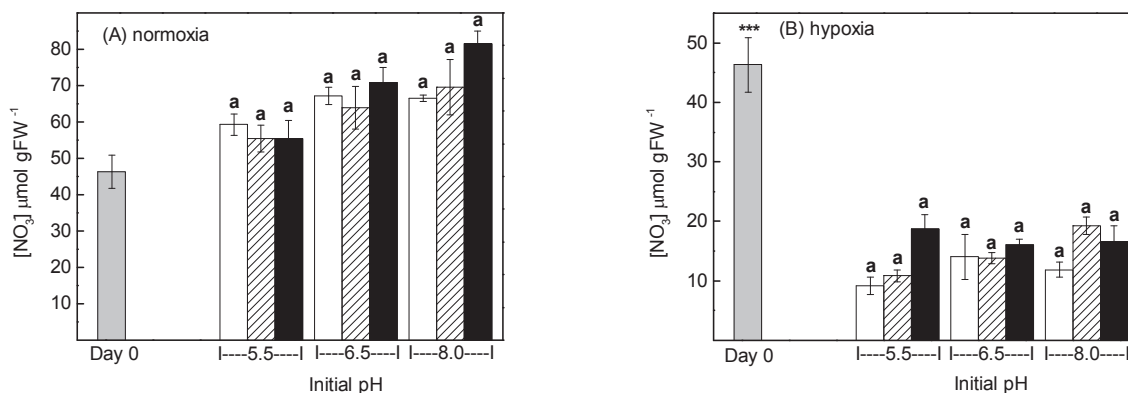 (A) normoxia
a a a a a a a a a
80
70
60
50
40
30
20
10
[NO3] μmol gFW -1
Day 0 I----5.5----I I----6.5----I I----8.0----I
Initial pH
*** (B) hypoxia
a a a a a a a a a
50
40
30
20
10
[NO3] μmol gFW -1
Day 0 I----5.5----I I----6.5----I I----8.0----I
Initial pH